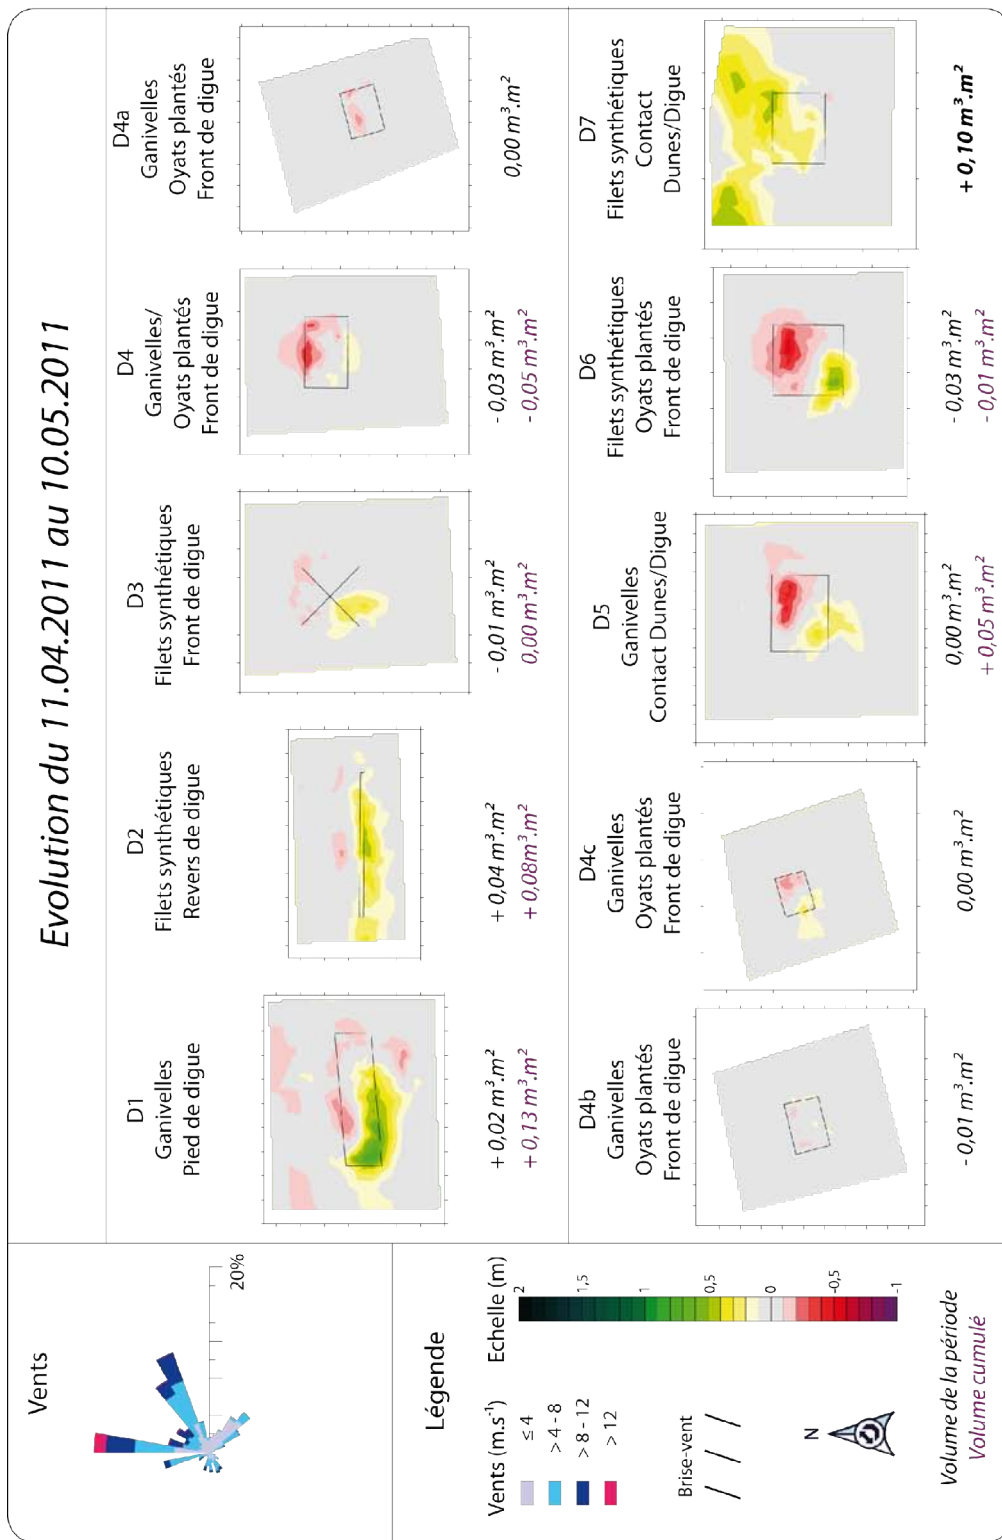 Evolution du 11.04.2011 au 10.05.2011
Vents
20%
D1
Ganivelles
Pied de digue
+ 0,02 m³.m²
+ 0,13 m³.m²
D2
Filets synthétiques
Revers de digue
+ 0,04 m³.m²
+ 0,08m³.m²
D3
Filets synthétiques
Front de digue
- 0,01 m³.m²
0,00 m³.m²
D4
Ganivelles/
Oyats plantés
Front de digue
- 0,03 m³.m²
- 0,05 m³.m²
D4a
Ganivelles
Oyats plantés
Front de digue
0,00 m³.m²
Légende
Vents (m.s⁻¹)
≤ 4
> 4 - 8
> 8 - 12
> 12
Echelle (m)
2
1,5
1
0,5
0
-0,5
-1
Brise-vent
N
Volume de la période
Volume cumulé
D4b
Ganivelles
Oyats plantés
Front de digue
- 0,01 m³.m²
D4c
Ganivelles
Oyats plantés
Front de digue
0,00 m³.m²
D5
Ganivelles
Contact Dunes/Digue
0,00 m³.m²
+ 0,05 m³.m²
D6
Filets synthétiques
Oyats plantés
Front de digue
- 0,03 m³.m²
- 0,01 m³.m²
D7
Filets synthétiques
Contact
Dunes/Digue
+ 0,10 m³.m²